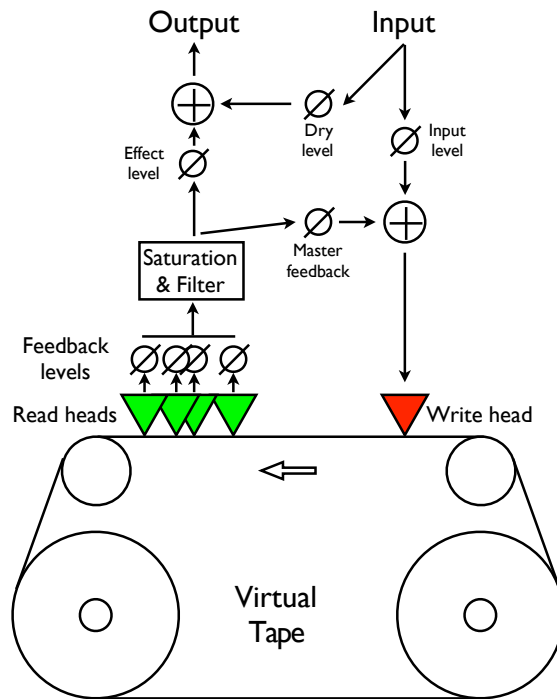 Output
Input
Dry
level
Input
level
Effect
level
Master
feedback
Saturation
& Filter
Feedback
levels
Read heads
Write head
Virtual
Tape